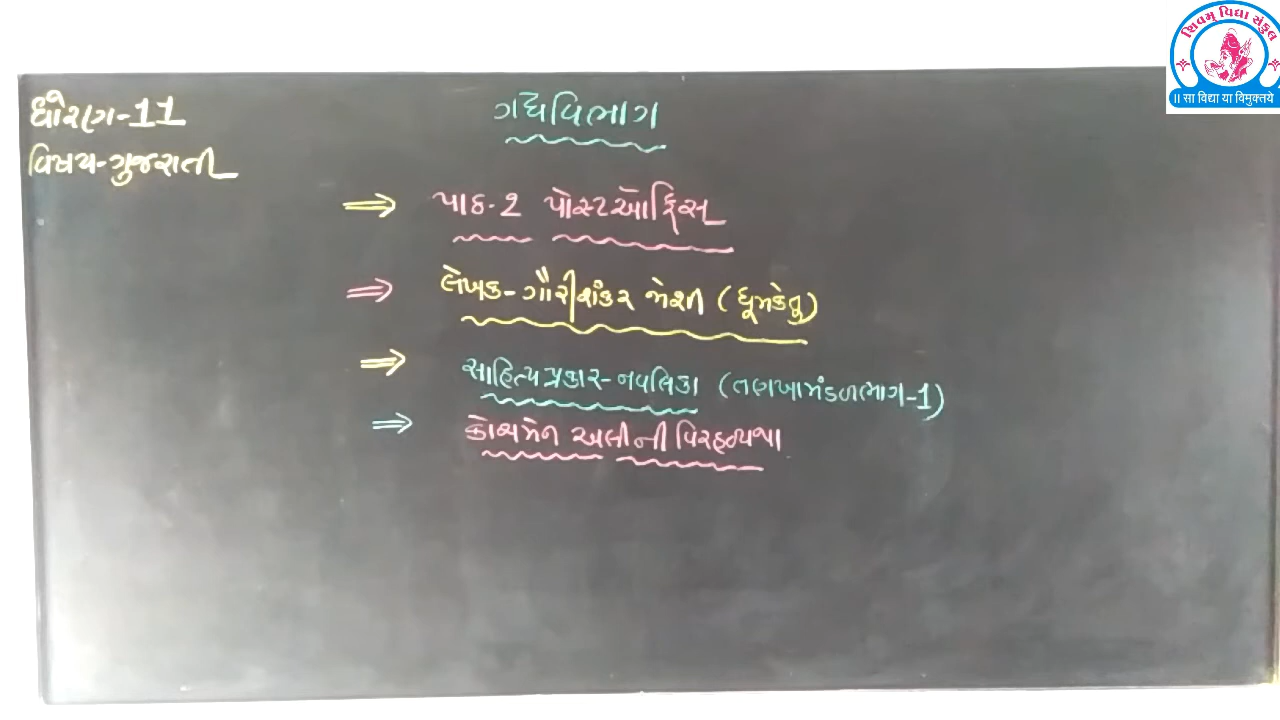 શિવમ્ વિદ્યા સંકુલ
॥ सा विद्या या विमुक्तये
ધોરણ-11
વિષય-ગુજરાતી
ગદ્યવિભાગ
⇒ પાઠ-2 પોસ્ટઓફિસ
⇒ લેખક-ગૌરીશંકર જોશી (ધૂમકેતુ)
⇒ સાહિત્યપ્રકાર-નવલિકા (તણખામંડળભાગ-1)
⇒ કોચમેન અલીની વિરહવ્યથા